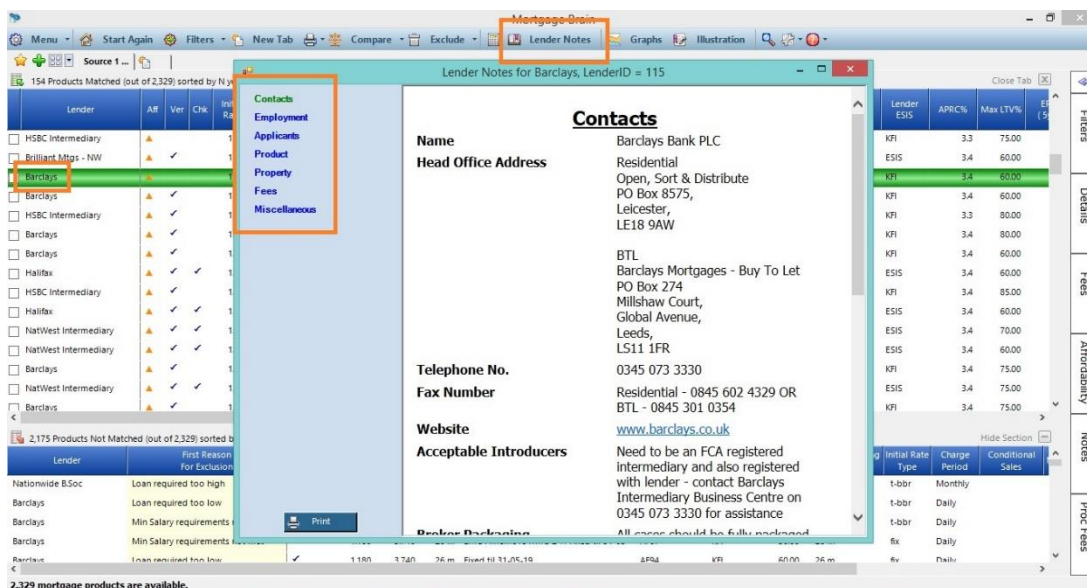 Mortgage Brain
Menu Start Again Filters New Tab Compare Exclude Lender Notes Graphs Illustration
Source 1 ...
154 Products Matched (out of 2,329) sorted by N
Close Tab
Lender Aff Ver Chk
Lender ESIS APRC% Max LTV%
HSBC Intermediary KFI 3.3 75.00
Brilliant Mtgs - NW ESIS 3.4 60.00
Barclays KFI 3.4 60.00
Barclays KFI 3.4 60.00
HSBC Intermediary KFI 3.3 80.00
Barclays KFI 3.4 80.00
Barclays KFI 3.4 60.00
Halifax ESIS 3.4 60.00
HSBC Intermediary KFI 3.4 85.00
Halifax ESIS 3.4 60.00
NatWest Intermediary ESIS 3.4 70.00
NatWest Intermediary ESIS 3.4 60.00
Barclays KFI 3.4 75.00
NatWest Intermediary ESIS 3.4 75.00
Barclays KFI 3.4 75.00
Lender Notes for Barclays, LenderID = 115
Contacts
Employment
Applicants
Product
Property
Fees
Miscellaneous
Print
Contacts
Name Barclays Bank PLC
Head Office Address Residential
Open, Sort & Distribute
PO Box 8575,
Leicester,
LE18 9AW
BTL
Barclays Mortgages - Buy To Let
PO Box 274
Millshaw Court,
Global Avenue,
Leeds,
LS11 1FR
Telephone No. 0345 073 3330
Fax Number Residential - 0845 602 4329 OR
BTL - 0845 301 0354
Website www.barclays.co.uk
Acceptable Introducers Need to be an FCA registered
intermediary and also registered
with lender - contact Barclays
Intermediary Business Centre on
0345 073 3330 for assistance
Broker Packaging All cases should be fully packaged
2,175 Products Not Matched (out of 2,329) sorted b
Hide Section
Lender First Reason For Exclusion
Initial Rate Type Charge Period Conditional Sales
Nationwide B.Soc Loan required too high t-bbr Monthly
Barclays Loan required too low t-bbr Daily
Barclays Min Salary requirements t-bbr Daily
Barclays Min Salary requirements fix Daily
Barclays Loan required too low 1.180 3.740 26 m Fixed til 31-05-19 AF94 KFI 60.00 26 m fix Daily
2,329 mortgage products are available.
Filters
Details
Fees
Affordability
Notes
Proc Fees